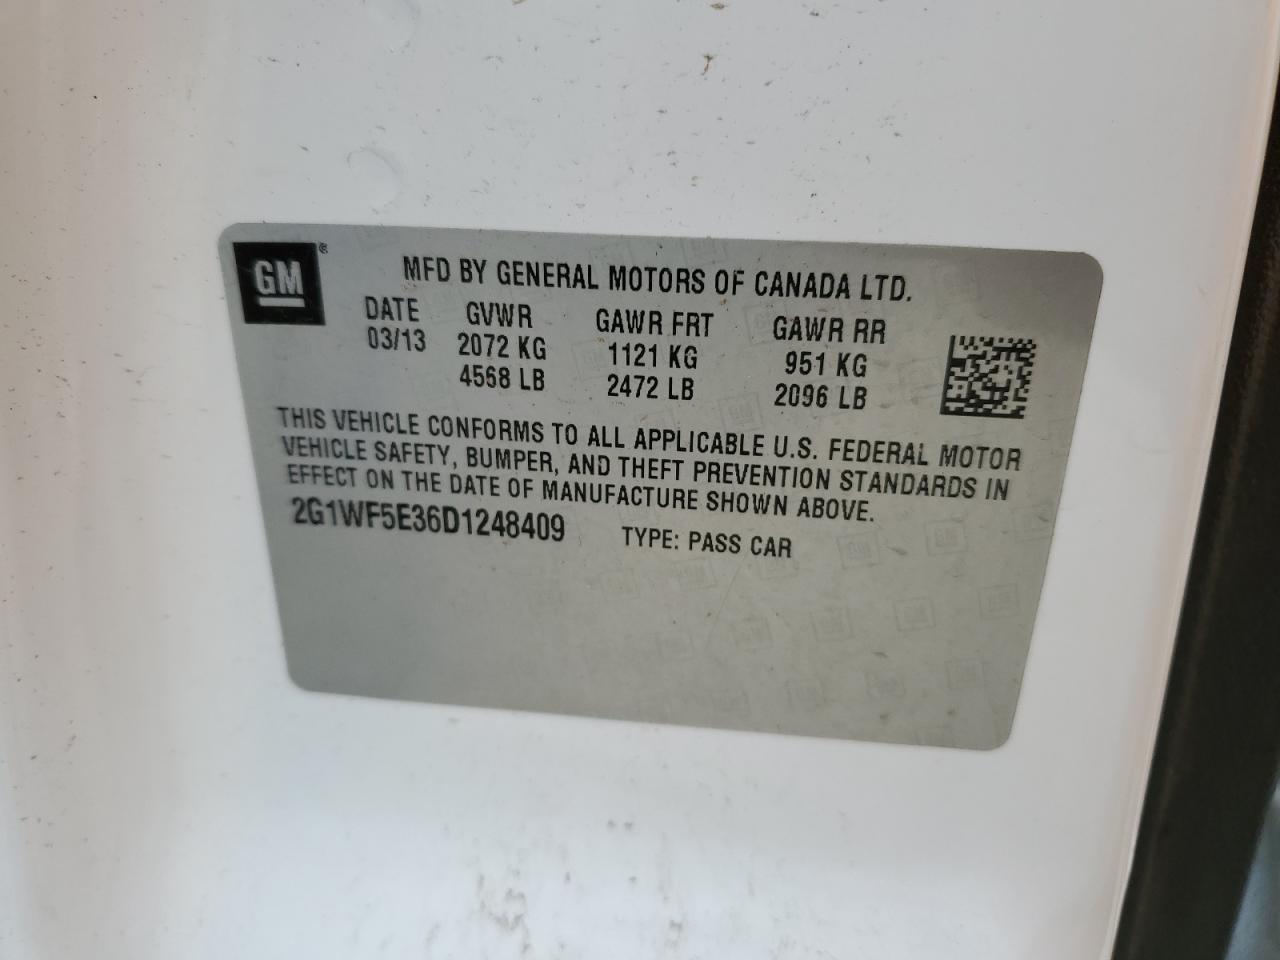 GM ®
MFD BY GENERAL MOTORS OF CANADA LTD.
DATE GVWR GAWR FRT GAWR RR
03/13 2072 KG 1121 KG 951 KG
4568 LB 2472 LB 2096 LB
THIS VEHICLE CONFORMS TO ALL APPLICABLE U.S. FEDERAL MOTOR
VEHICLE SAFETY, BUMPER, AND THEFT PREVENTION STANDARDS IN
EFFECT ON THE DATE OF MANUFACTURE SHOWN ABOVE.
2G1WF5E36D1248409 TYPE: PASS CAR